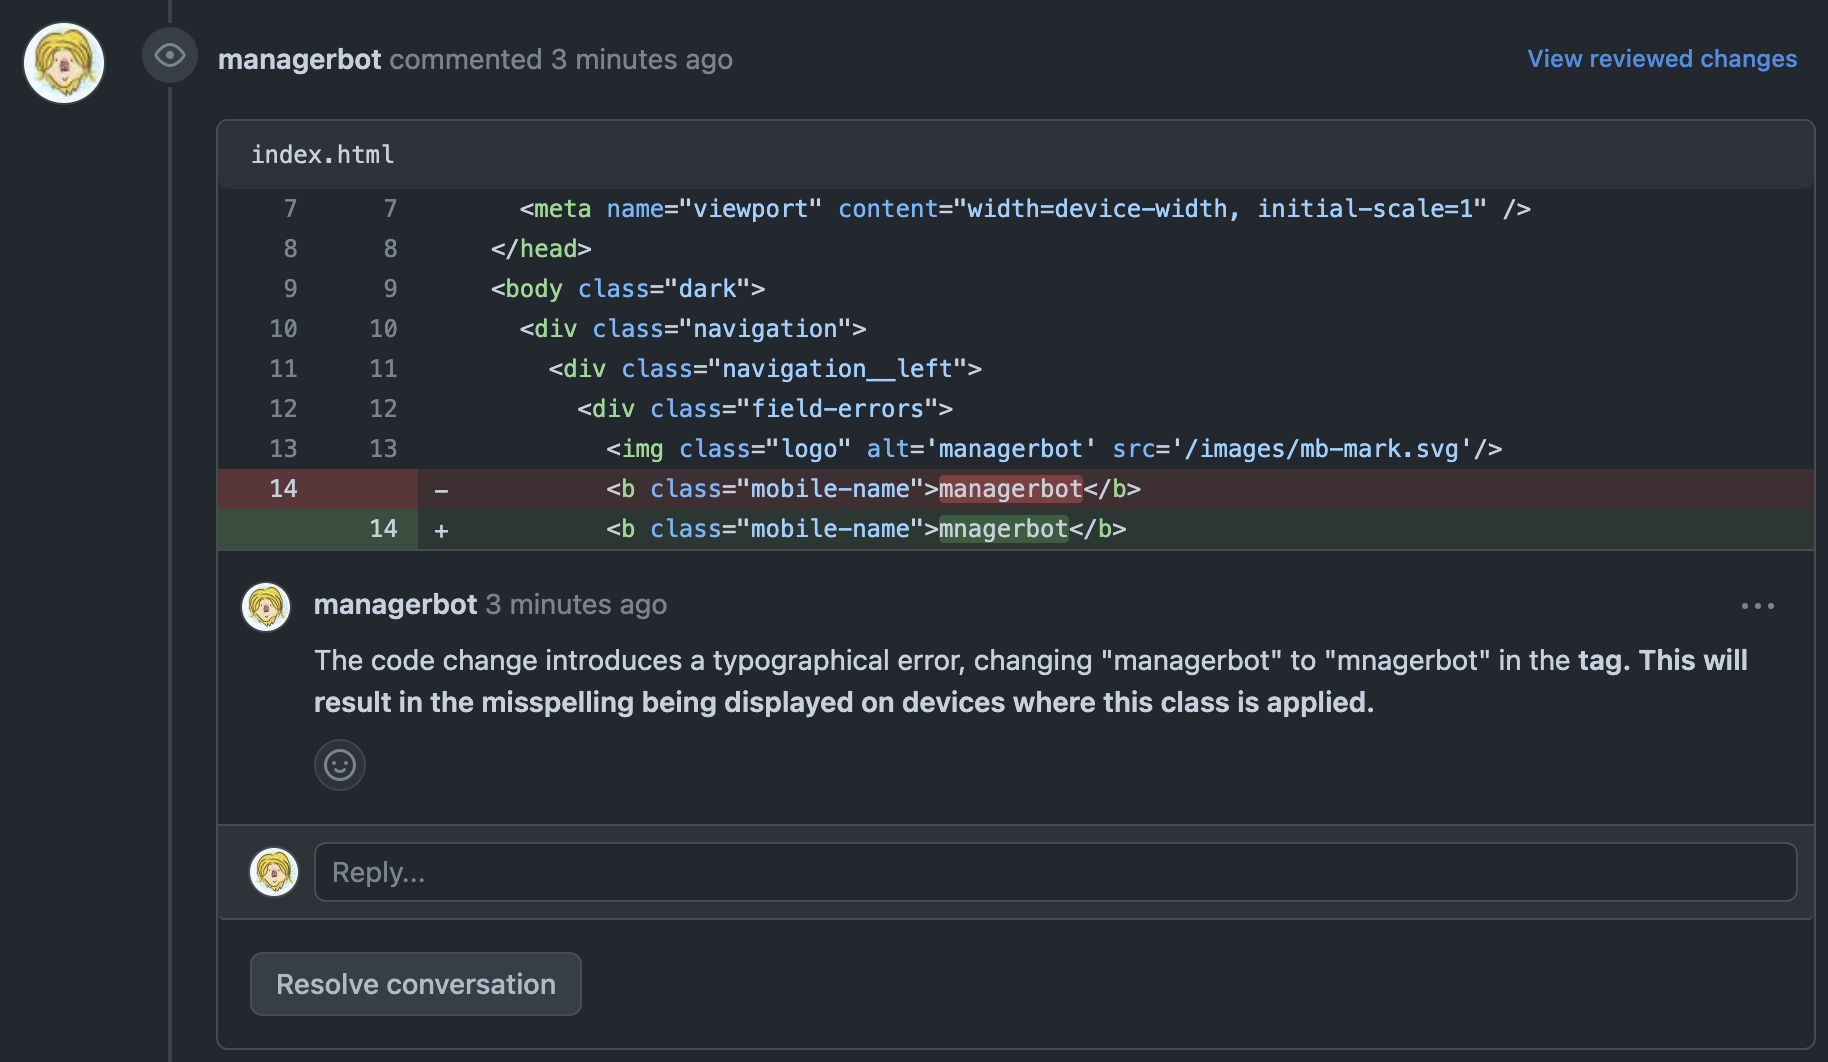 managerbot commented 3 minutes ago View reviewed changes
index.html
7 7 <meta name="viewport" content="width=device-width, initial-scale=1" />
8 8 </head>
9 9 <body class="dark">
10 10 <div class="navigation">
11 11 <div class="navigation__left">
12 12 <div class="field-errors">
13 13 <img class="logo" alt='managerbot' src='/images/mb-mark.svg'/>
14 - <b class="mobile-name">managerbot</b>
14 + <b class="mobile-name">mnagerbot</b>
managerbot 3 minutes ago ...
The code change introduces a typographical error, changing "managerbot" to "mnagerbot" in the tag. This will
result in the misspelling being displayed on devices where this class is applied.
Reply...
Resolve conversation